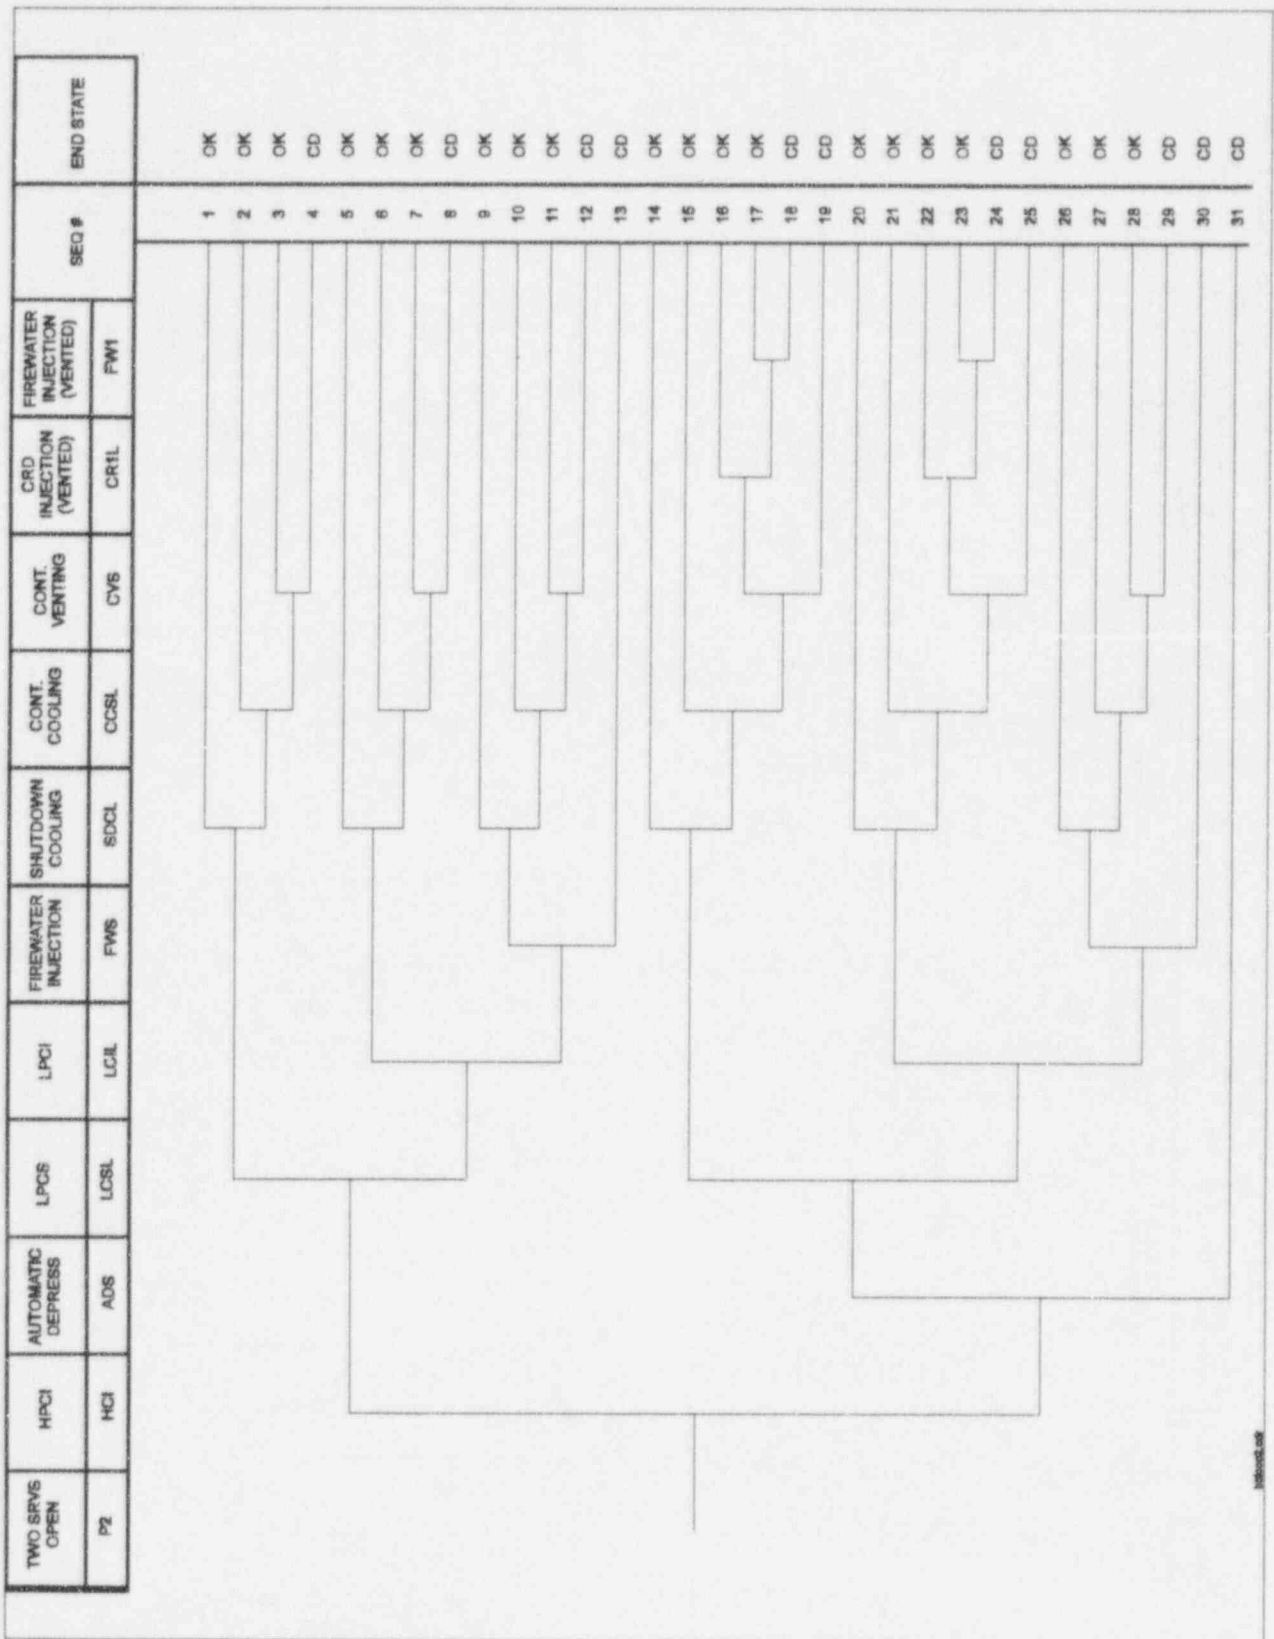 TWO SRVS
OPEN
HPCI
AUTOMATIC
DEPRESS
LPCS
LPCI
FIREWATER
INJECTION
SHUTDOWN
COOLING
CONT.
COOLING
CONT.
VENTING
CRD
INJECTION
(VENTED)
FIREWATER
INJECTION
(VENTED)
SEQ #
END STATE
P2
HCI
ADS
LCSL
LCIL
FWS
SDCL
CCSL
CVS
CR1L
FW1
1 OK
2 OK
3 OK
4 CD
5 OK
6 OK
7 OK
8 CD
9 OK
10 OK
11 OK
12 CD
13 CD
14 OK
15 OK
16 OK
17 OK
18 CD
19 CD
20 OK
21 OK
22 OK
23 OK
24 CD
25 CD
26 OK
27 OK
28 OK
29 CD
30 CD
31 CD